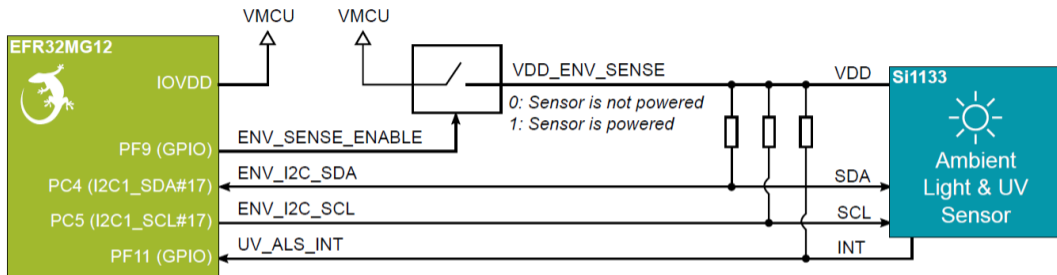 VMCU
VMCU
EFR32MG12
IOVDD
VDD_ENV_SENSE
VDD
Si1133
0: Sensor is not powered
1: Sensor is powered
PF9 (GPIO)
ENV_SENSE_ENABLE
PC4 (I2C1_SDA#17)
ENV_I2C_SDA
SDA
PC5 (I2C1_SCL#17)
ENV_I2C_SCL
SCL
PF11 (GPIO)
UV_ALS_INT
INT
Ambient
Light & UV
Sensor